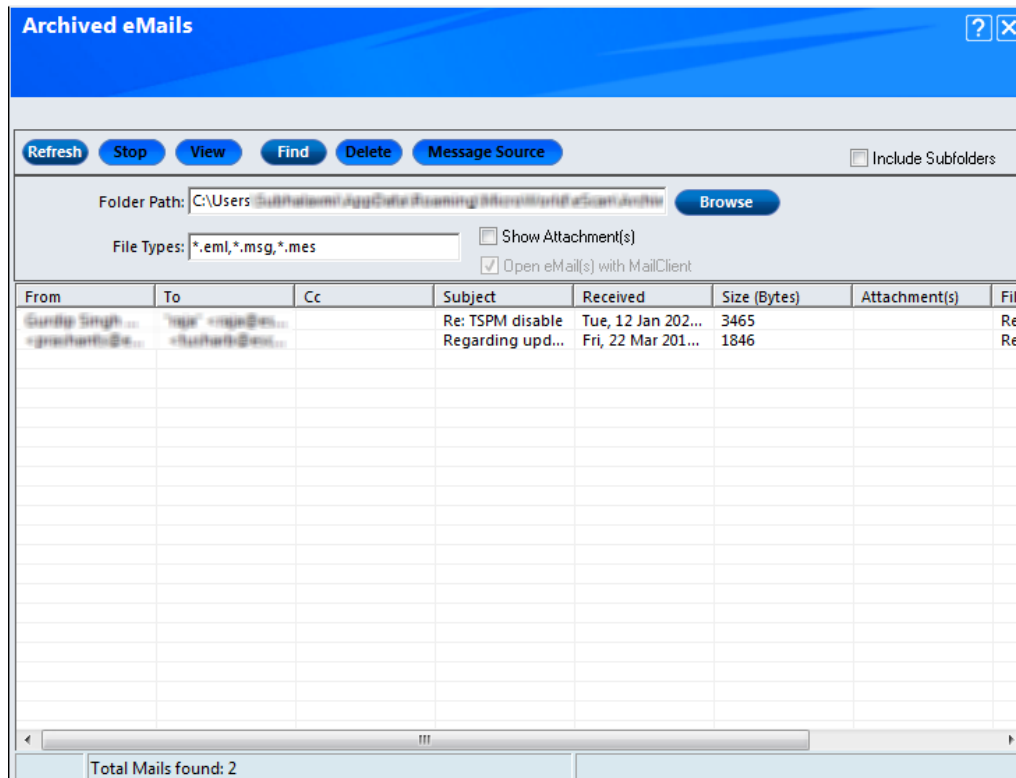 Archived eMails
Refresh Stop View Find Delete Message Source Include Subfolders
Folder Path: C:\Users Browse
File Types: *.eml,*.msg,*.mes Show Attachment(s)
Open eMail(s) with MailClient
From To Cc Subject Received Size (Bytes) Attachment(s) Fil
Re: TSPM disable Tue, 12 Jan 202... 3465 Re
Regarding upd... Fri, 22 Mar 201... 1846 Re
Total Mails found: 2